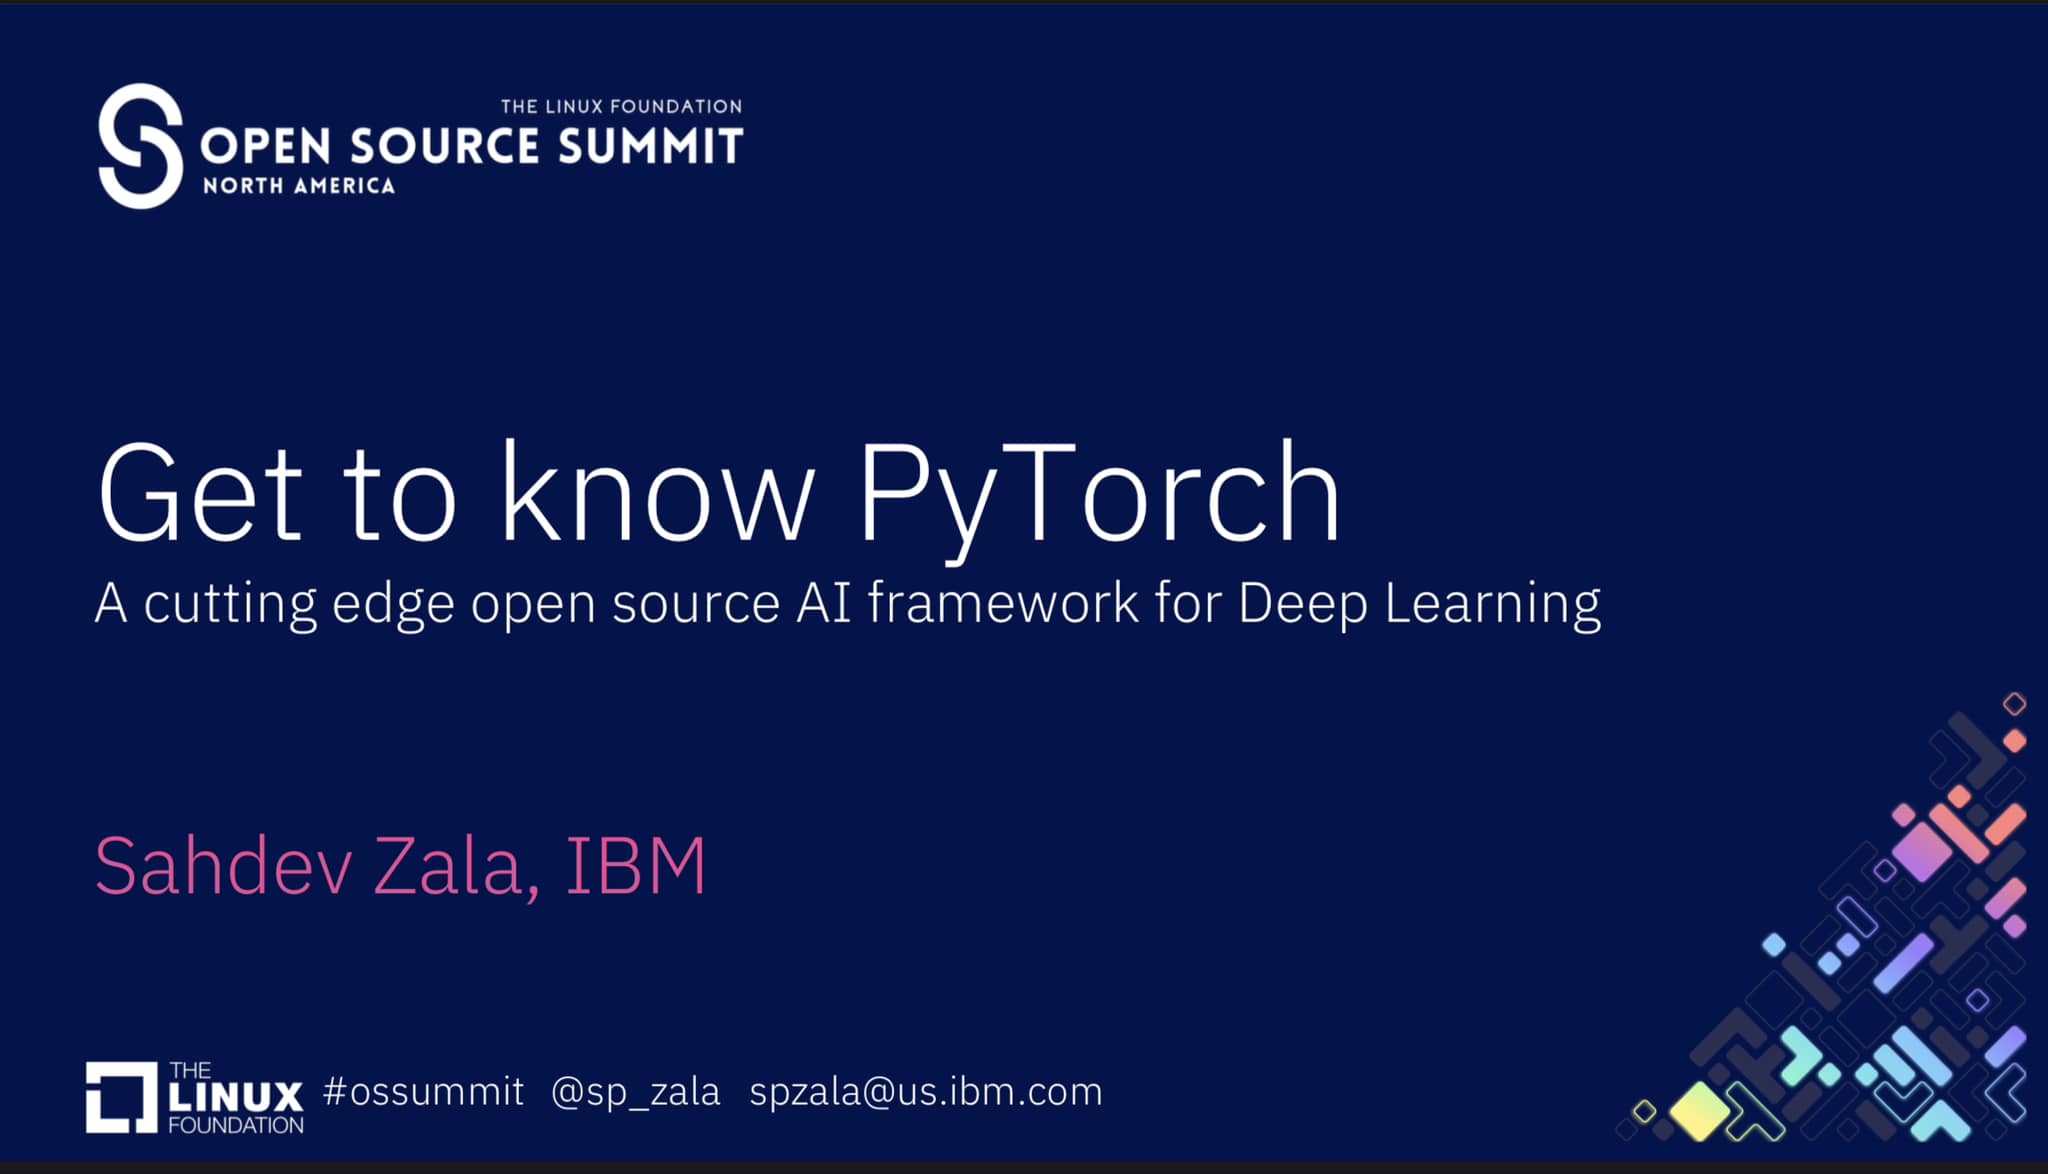 THE LINUX FOUNDATION
OPEN SOURCE SUMMIT
NORTH AMERICA
Get to know PyTorch
A cutting edge open source AI framework for Deep Learning
Sahdev Zala, IBM
THE
LINUX
FOUNDATION
#ossummit @sp_zala spzala@us.ibm.com